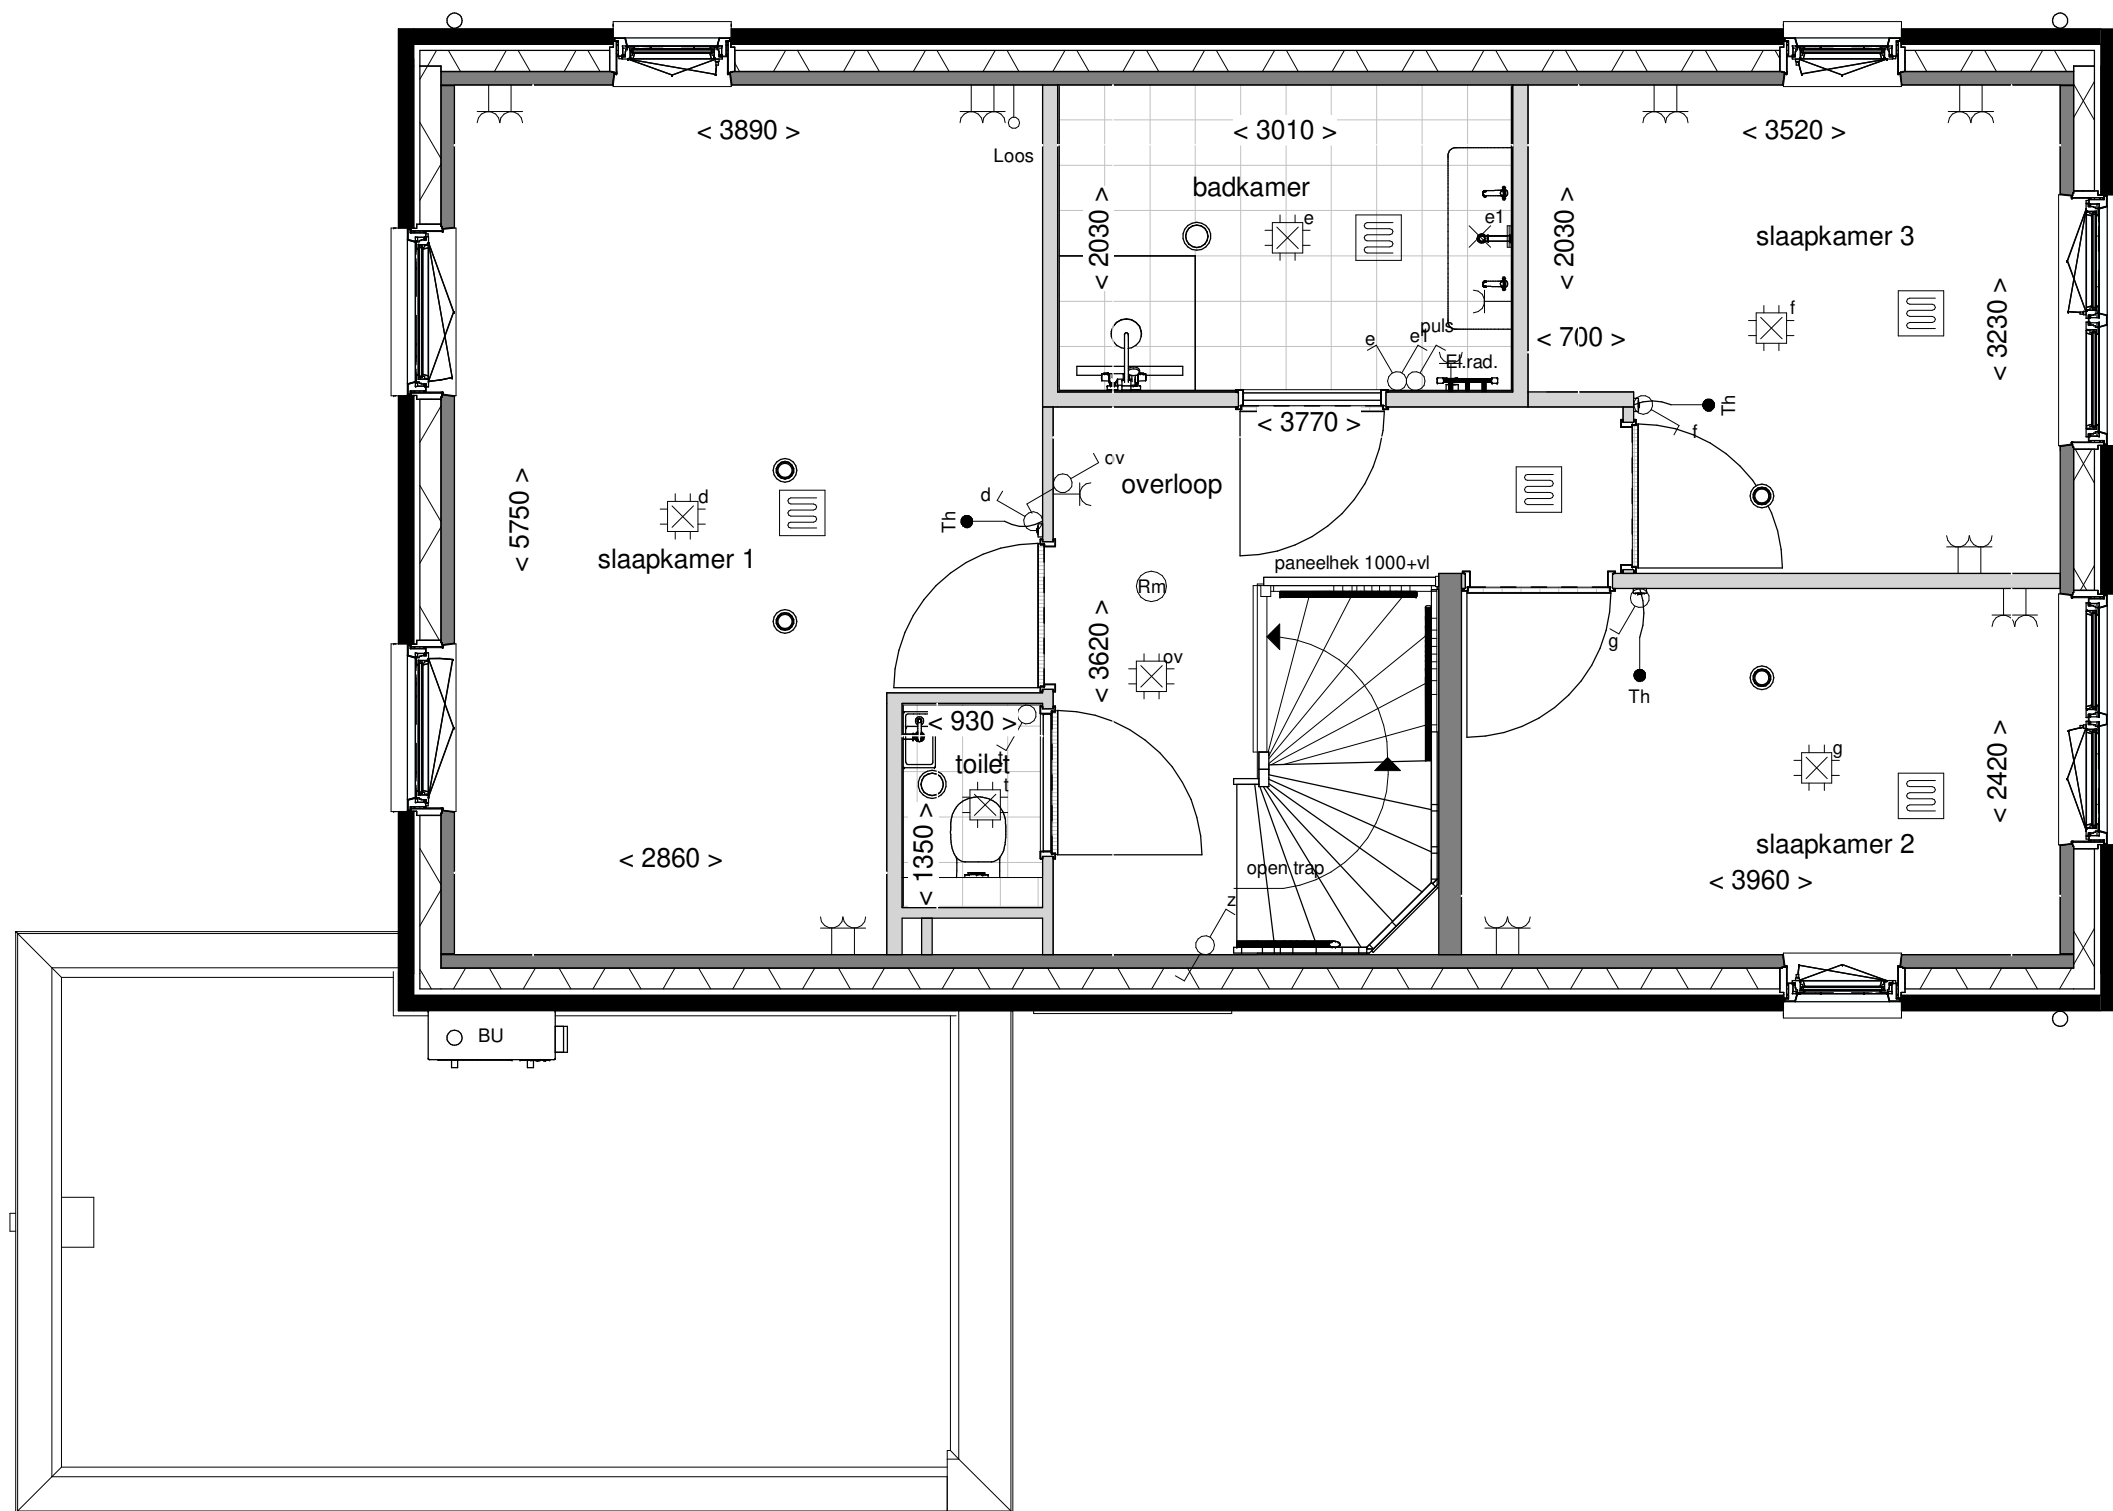 < 3890 >
< 3010 >
< 3520 >
Loos
badkamer
< 2030 >
e
e1
< 2030 >
slaapkamer 3
f
< 3230 >
puls
e
e1
El.rad.
< 700 >
< 3770 >
Th
f
ov
overloop
d
Th
d
< 5750 >
slaapkamer 1
paneelhek 1000+vl
Rm
< 3620 >
ov
g
Th
< 930 >
t
toilet
t
< 1350 >
g
< 2420 >
slaapkamer 2
< 3960 >
< 2860 >
open trap
z
BU